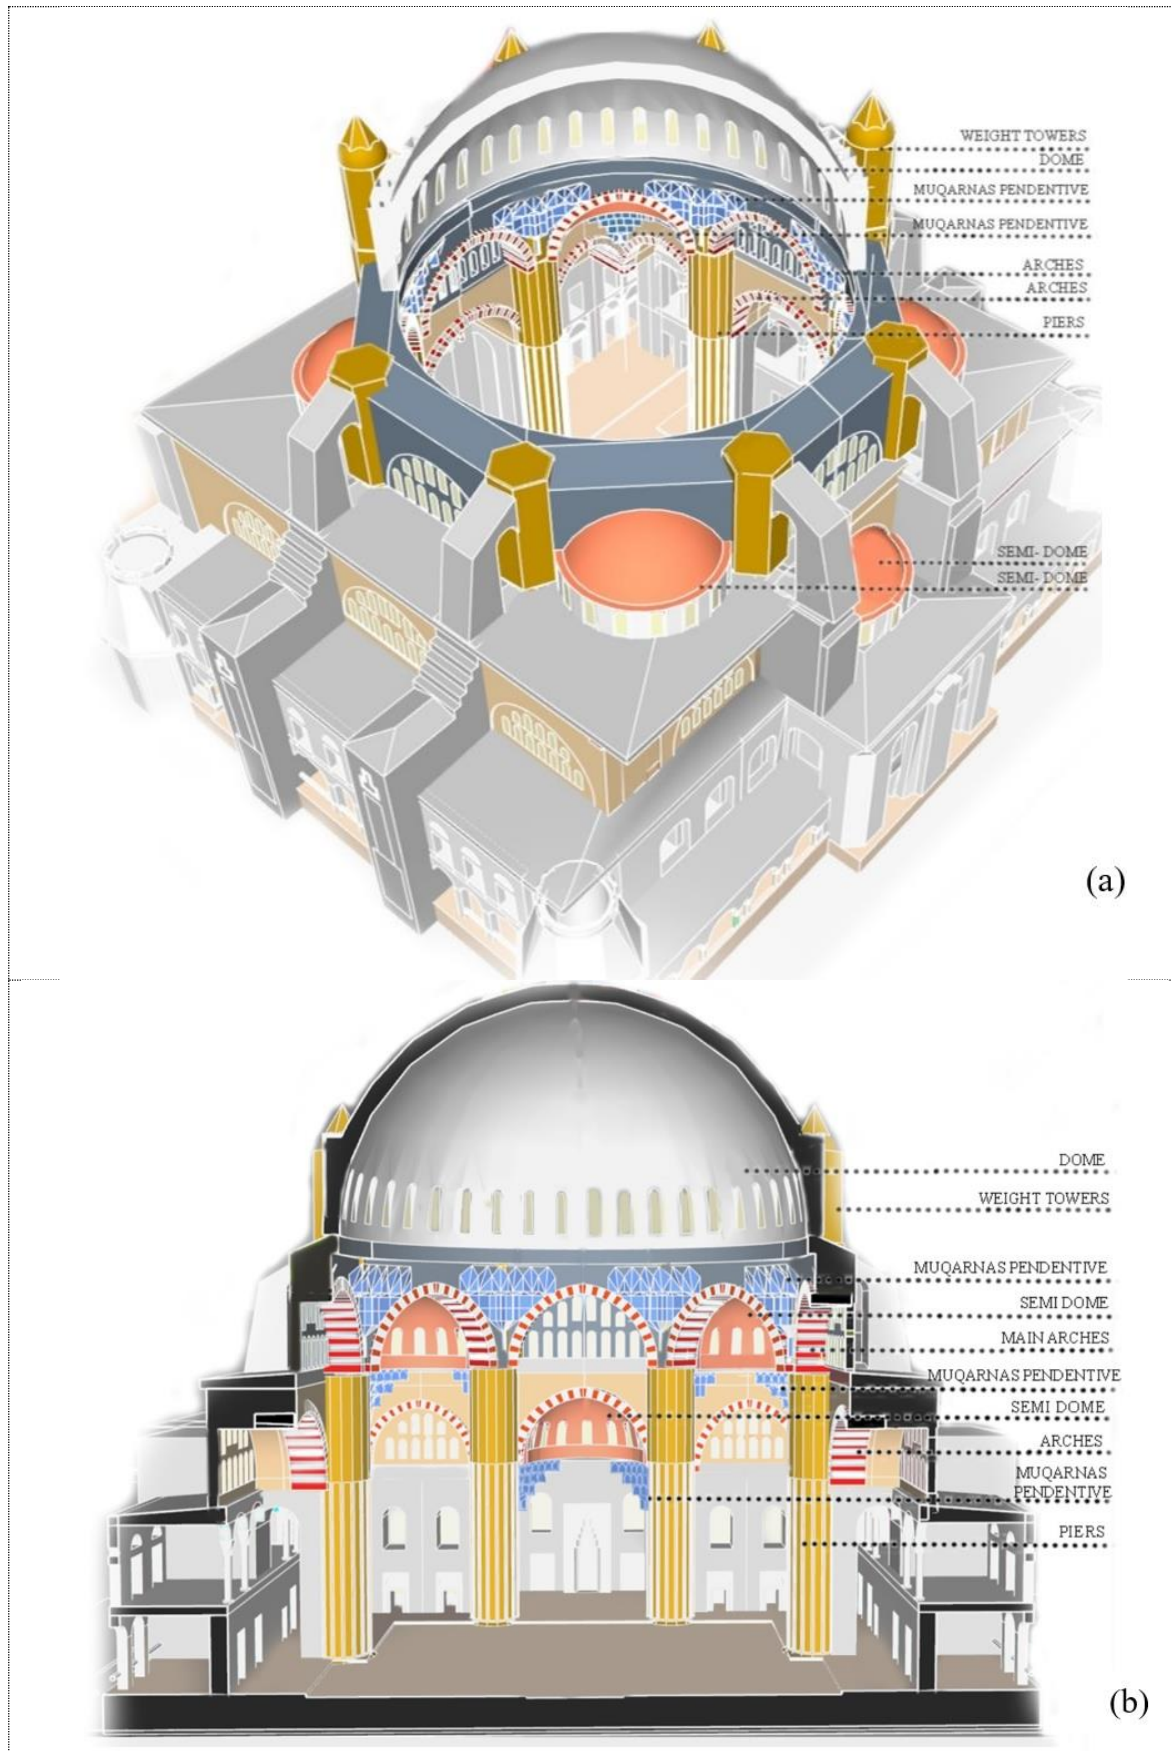 WEIGHT TOWERS
DOME
MUQARNAS PENDENTIVE
MUQARNAS PENDENTIVE
ARCHES
ARCHES
PIERS
SEMI- DOME
SEMI- DOME
(a)
DOME
WEIGHT TOWERS
MUQARNAS PENDENTIVE
SEMI DOME
MAIN ARCHES
MUQARNAS PENDENTIVE
SEMI DOME
ARCHES
MUQARNAS
PENDENTIVE
PIERS
(b)